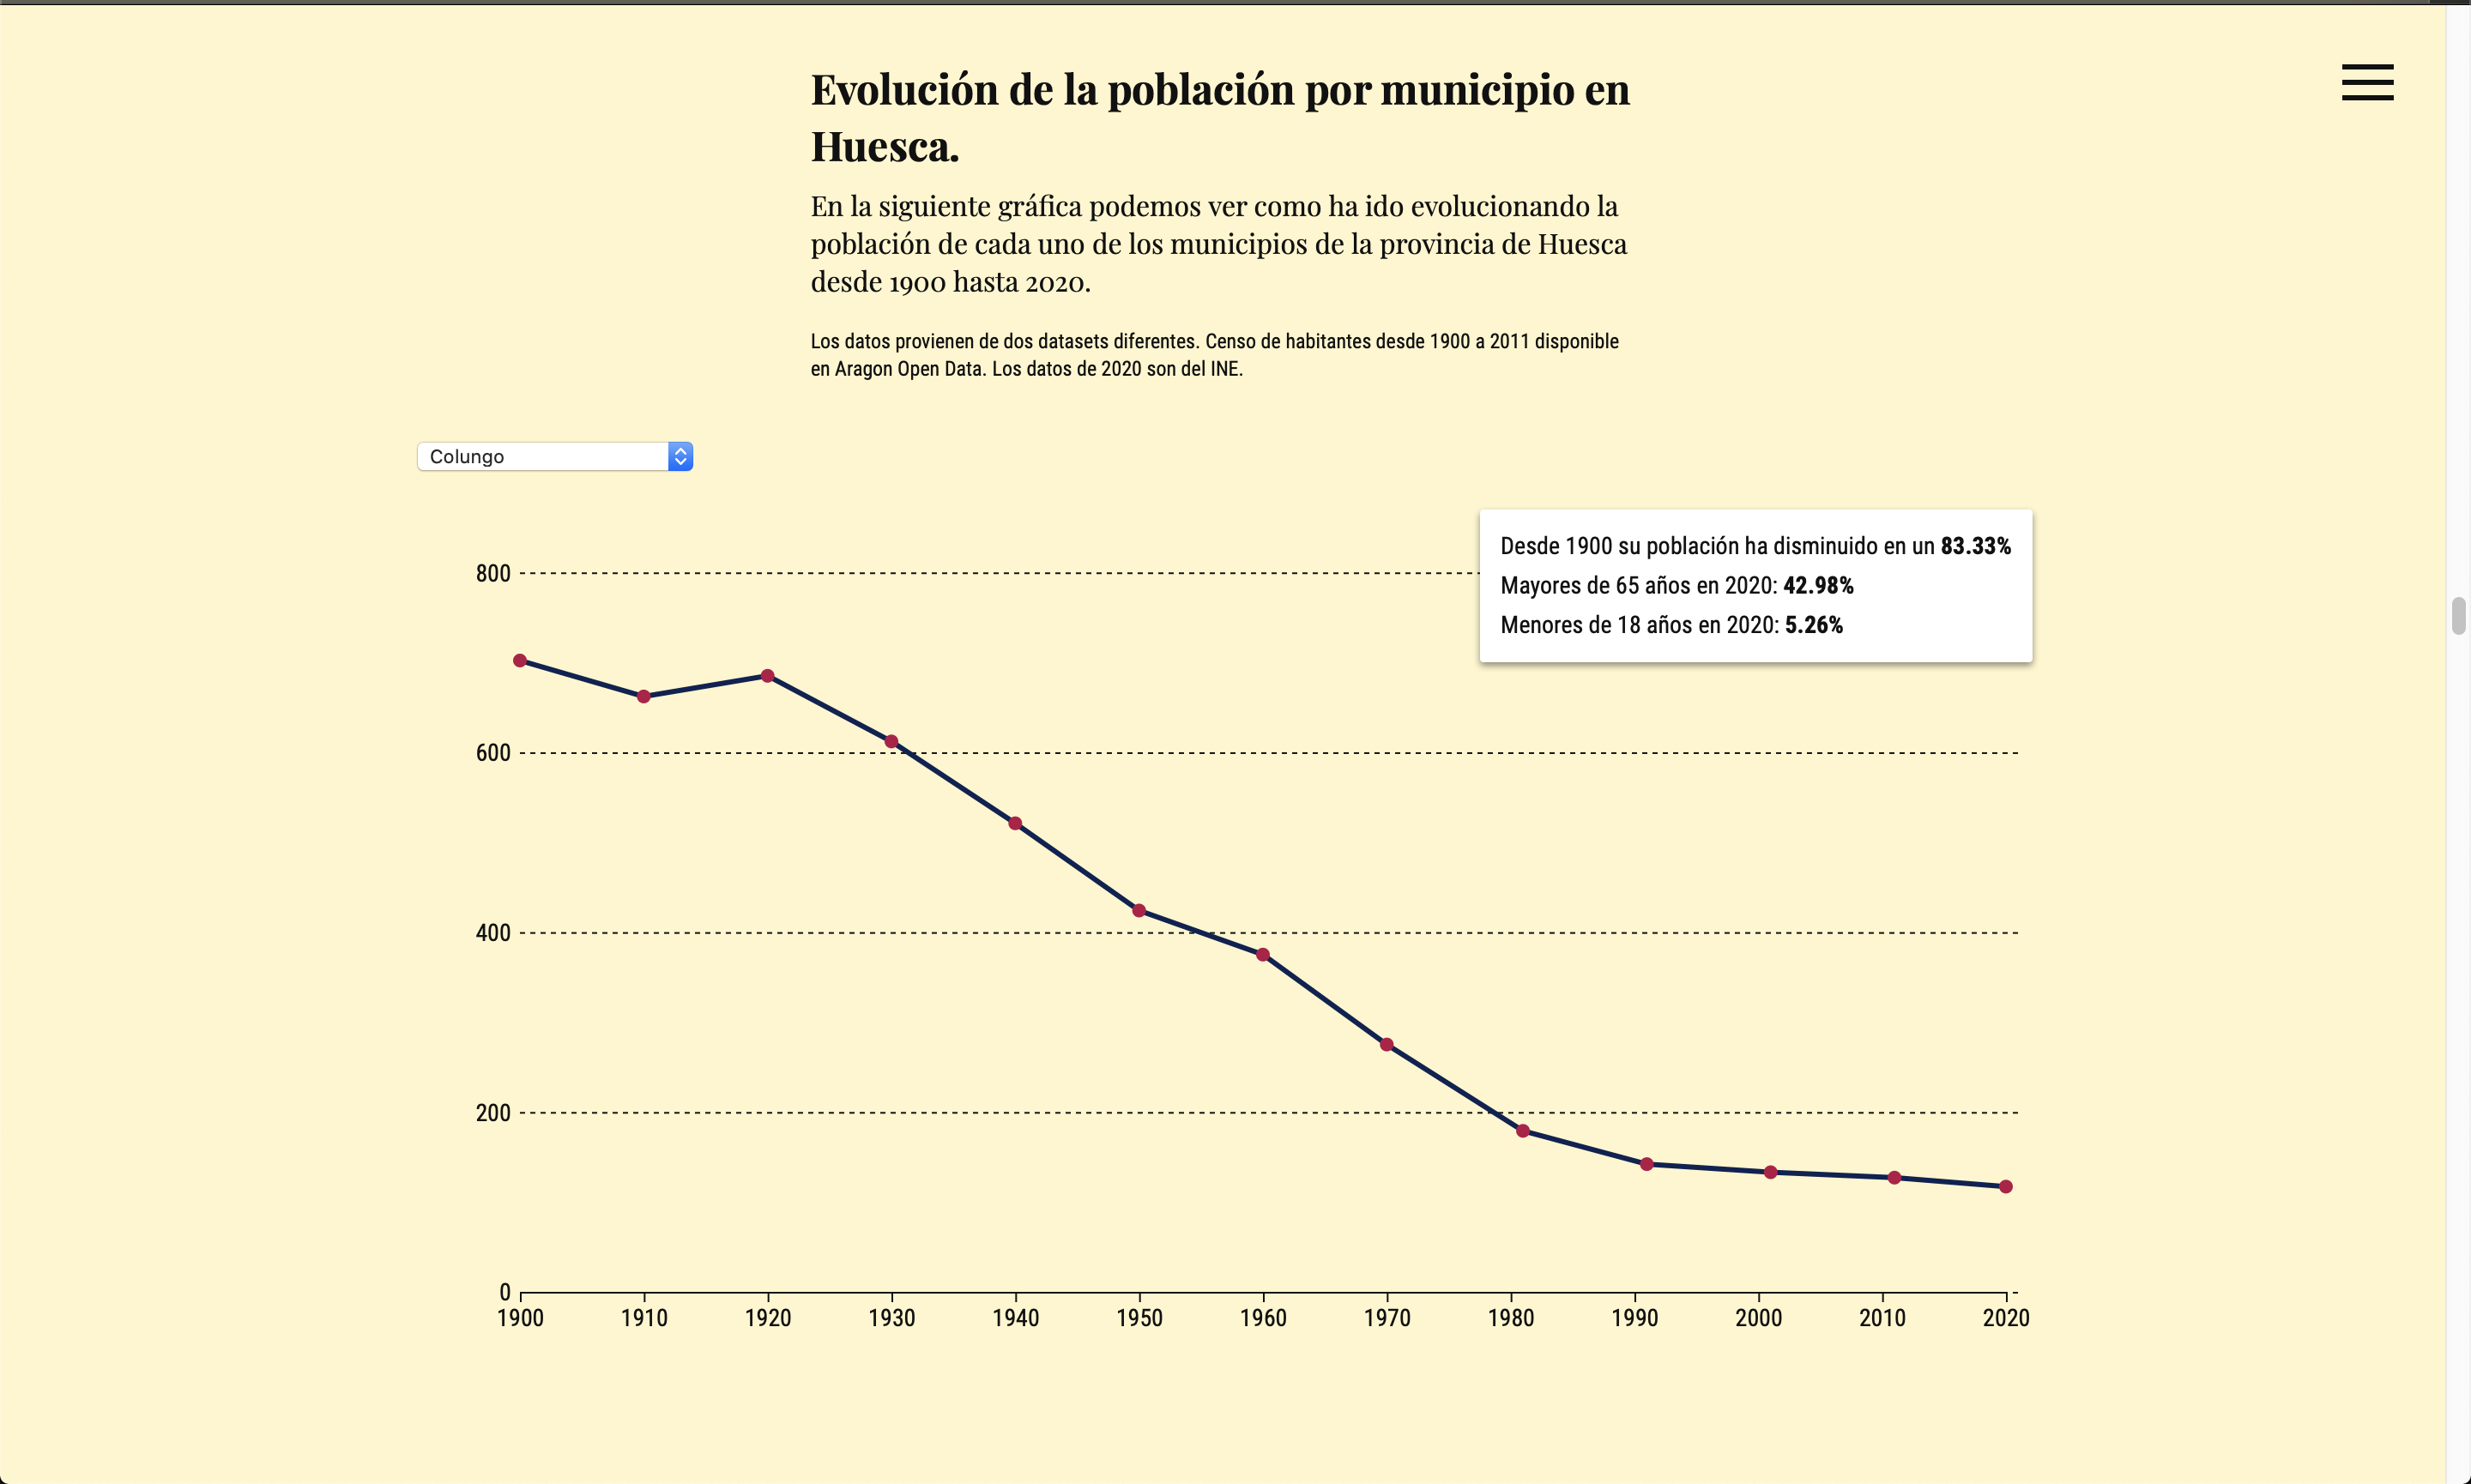 Evolución de la población por municipio en
Huesca.
En la siguiente gráfica podemos ver como ha ido evolucionando la
población de cada uno de los municipios de la provincia de Huesca
desde 1900 hasta 2020.
Los datos provienen de dos datasets diferentes. Censo de habitantes desde 1900 a 2011 disponible
en Aragon Open Data. Los datos de 2020 son del INE.
Colungo
Desde 1900 su población ha disminuido en un 83.33%
Mayores de 65 años en 2020: 42.98%
Menores de 18 años en 2020: 5.26%
800
600
400
200
0
1900 1910 1920 1930 1940 1950 1960 1970 1980 1990 2000 2010 2020